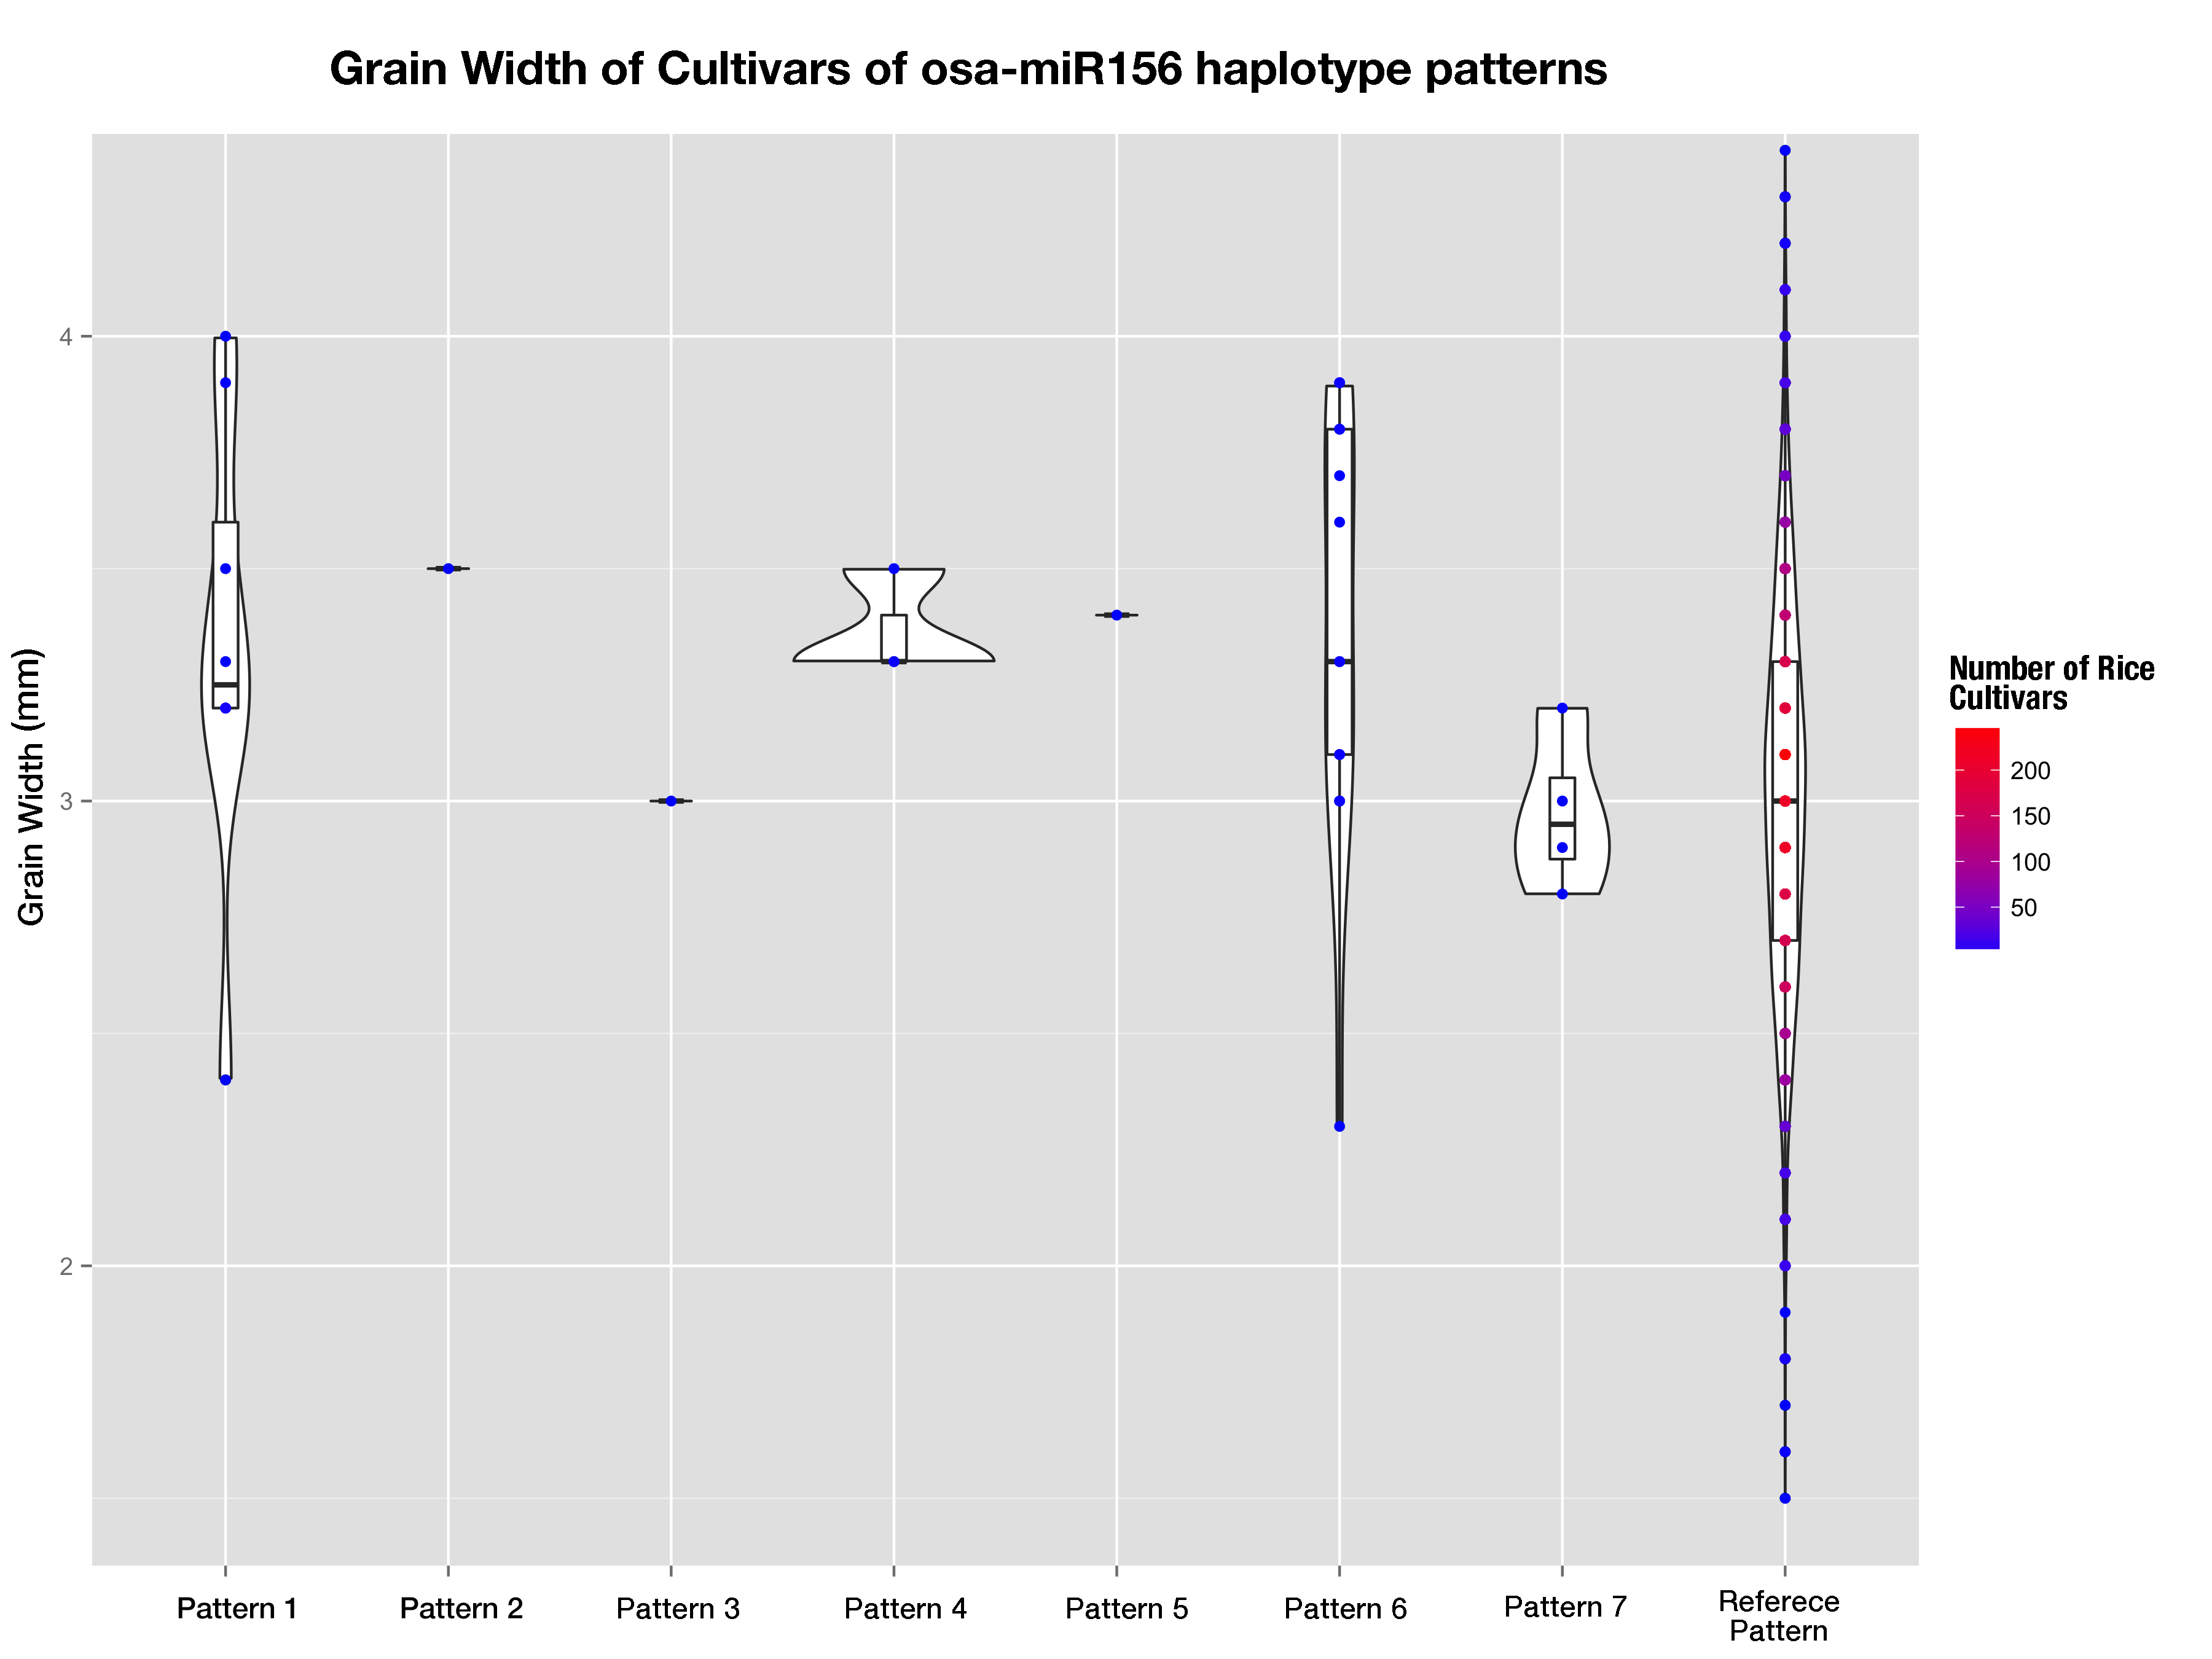 Grain Width of Cultivars of osa-miR156 haplotype patterns
Grain Width (mm)
4
3
2
Pattern 1
Pattern 2
Pattern 3
Pattern 4
Pattern 5
Pattern 6
Pattern 7
Referece
Pattern
Number of Rice
Cultivars
200
150
100
50